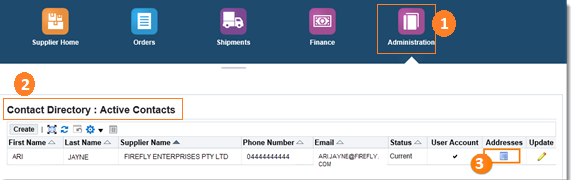 Supplier Home Orders Shipments Finance Administration
1
2
Contact Directory : Active Contacts
Create
First Name Last Name Supplier Name Phone Number Email Status User Account Addresses Update
ARI JAYNE FIREFLY ENTERPRISES PTY LTD 04444444444 ARI.JAYNE@FIREFLY. Current
COM
3